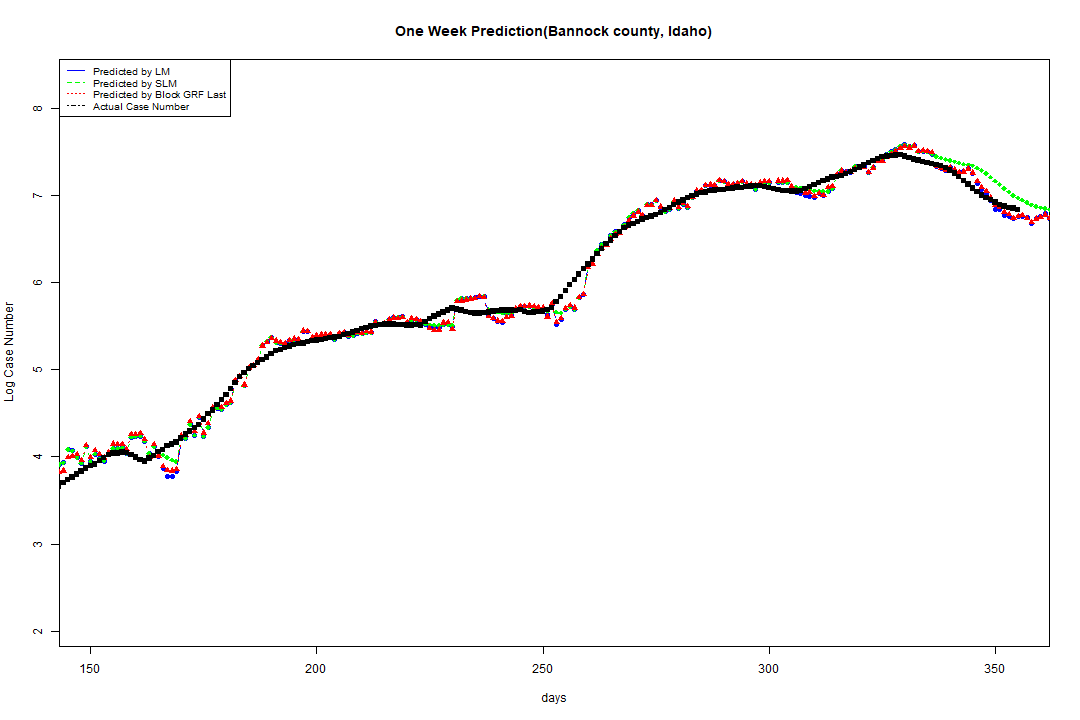 One Week Prediction(Bannock county, Idaho)
Predicted by LM
Predicted by SLM
Predicted by Block GRF Last
Actual Case Number
8
7
6
5
4
3
2
Log Case Number
150 200 250 300 350
days